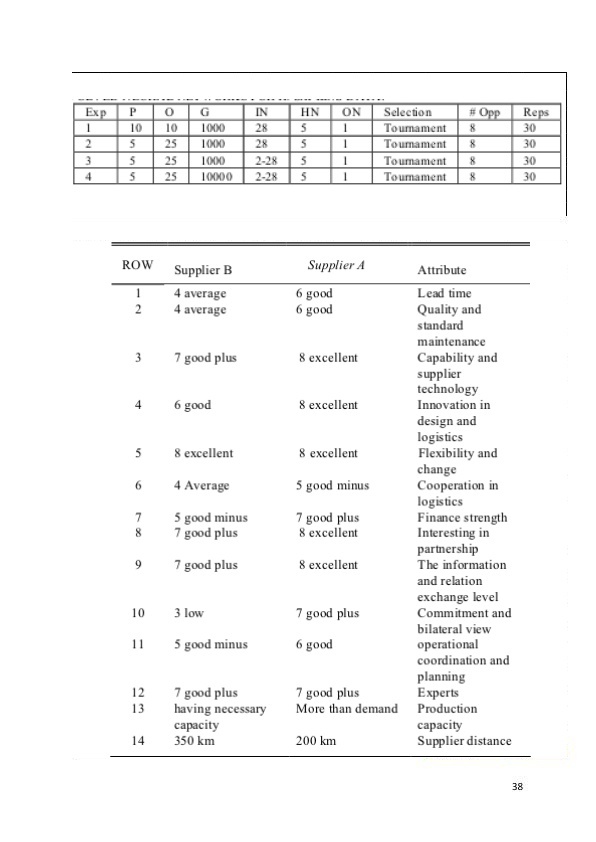 Exp P O G IN HN ON Selection # Opp Reps
1 10 10 1000 28 5 1 Tournament 8 30
2 5 25 1000 28 5 1 Tournament 8 30
3 5 25 1000 2-28 5 1 Tournament 8 30
4 5 25 10000 2-28 5 1 Tournament 8 30
ROW Supplier B Supplier A Attribute
1 4 average 6 good Lead time
2 4 average 6 good Quality and
standard
maintenance
3 7 good plus 8 excellent Capability and
supplier
technology
4 6 good 8 excellent Innovation in
design and
logistics
5 8 excellent 8 excellent Flexibility and
change
6 4 Average 5 good minus Cooperation in
logistics
7 5 good minus 7 good plus Finance strength
8 7 good plus 8 excellent Interesting in
partnership
9 7 good plus 8 excellent The information
and relation
exchange level
10 3 low 7 good plus Commitment and
bilateral view
11 5 good minus 6 good operational
coordination and
planning
12 7 good plus 7 good plus Experts
13 having necessary More than demand Production
capacity capacity
14 350 km 200 km Supplier distance
38